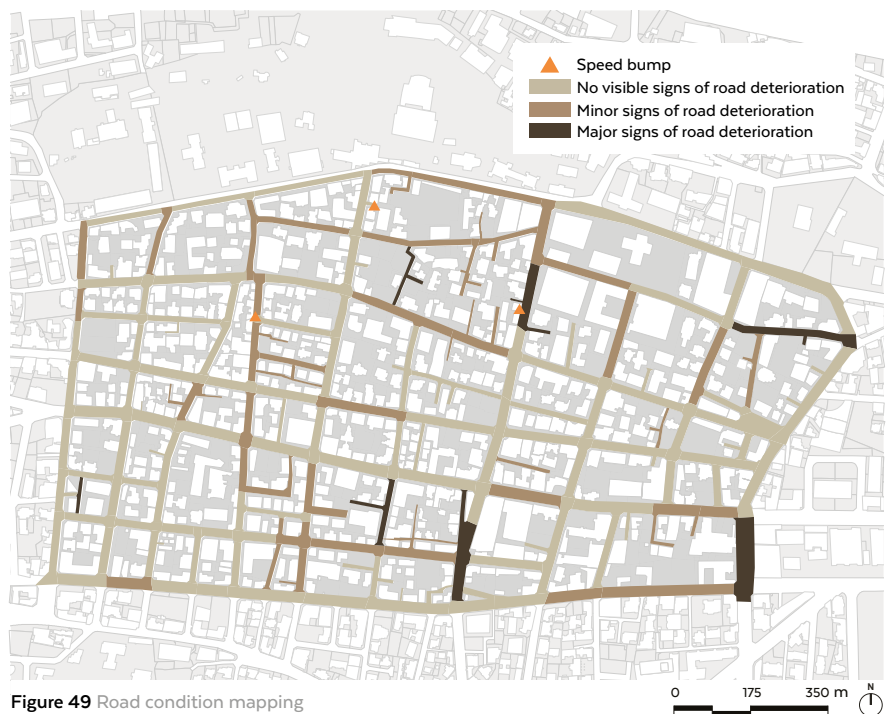 Speed bump
No visible signs of road deterioration
Minor signs of road deterioration
Major signs of road deterioration
Figure 49 Road condition mapping
0 175 350 m
N